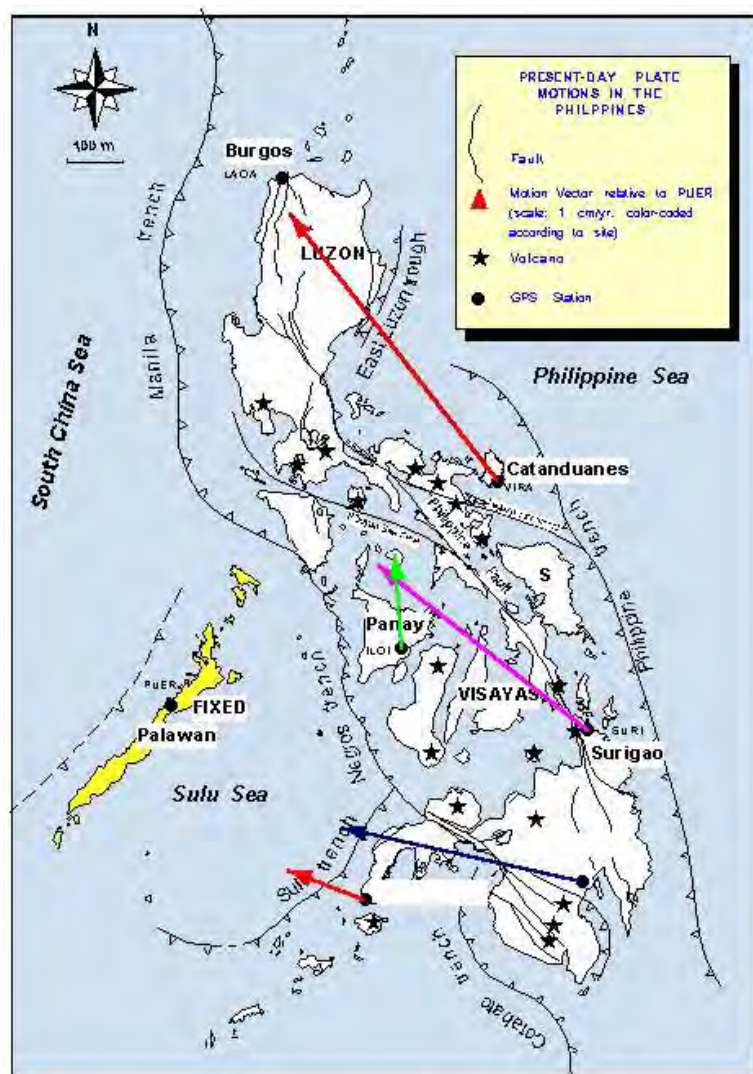 N
PRESENT-DAY PLATE
MOTIONS IN THE
PHILIPPINES
Fault
Motion Vector relative to PUER
(scale: 1 cm/yr. color-coded
according to site)
Volcano
GPS Station
Burgos
LAOA
LUZON
trench
Manila
East Luzon trough
Philippine Sea
South China Sea
Catanduanes
VIRA
Philippine
Fault
S
Philippine trench
Panay
ILOI
PUER
FIXED
Palawan
Negros trench
VISAYAS
SURI
Surigao
Sulu Sea
Sulu trench
Cotabato trench